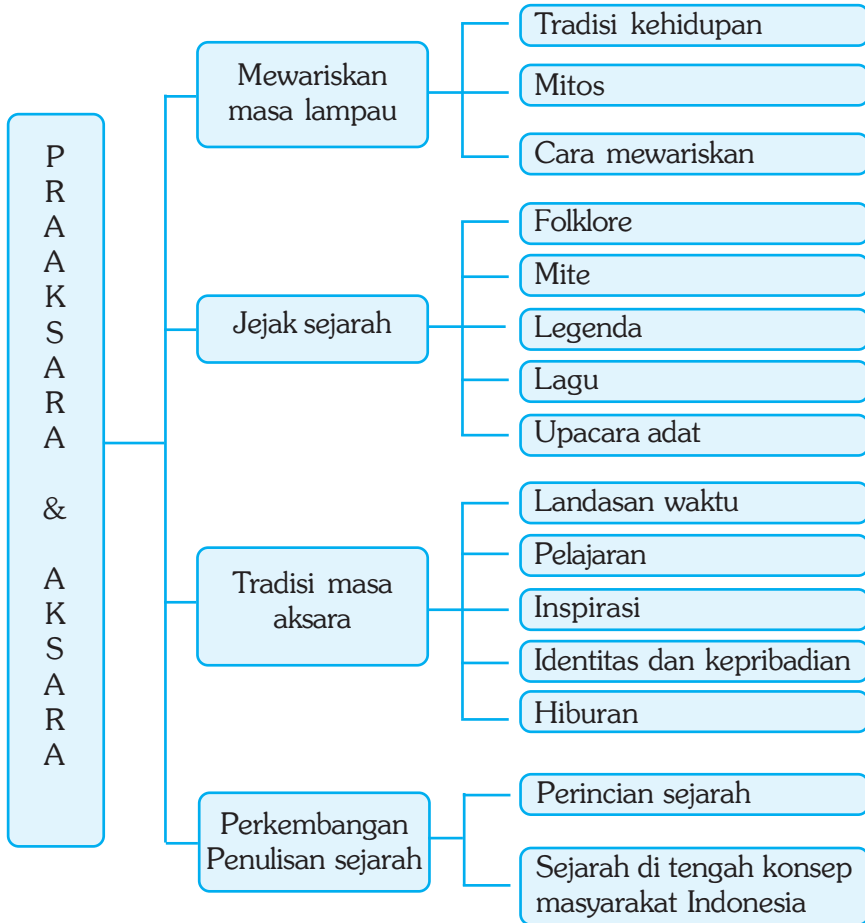 PRAAKSARA & AKSARA
Mewariskan
masa lampau
Tradisi kehidupan
Mitos
Cara mewariskan
Jejak sejarah
Folklore
Mite
Legenda
Lagu
Upacara adat
Tradisi masa
aksara
Landasan waktu
Pelajaran
Inspirasi
Identitas dan kepribadian
Hiburan
Perkembangan
Penulisan sejarah
Perincian sejarah
Sejarah di tengah konsep
masyarakat Indonesia